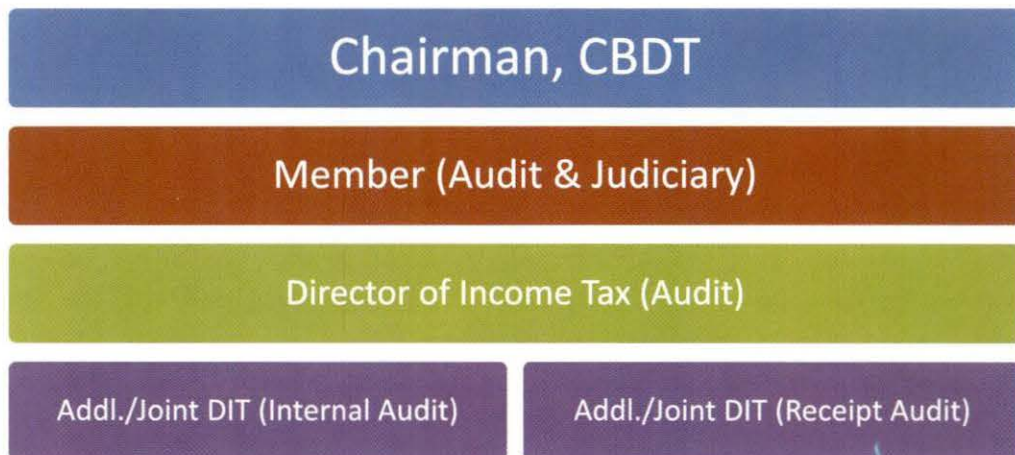 Chairman, CBDT
Member (Audit & Judiciary)
Director of Income Tax (Audit)
Addl./Joint DIT (Internal Audit)
Addl./Joint DIT (Receipt Audit)